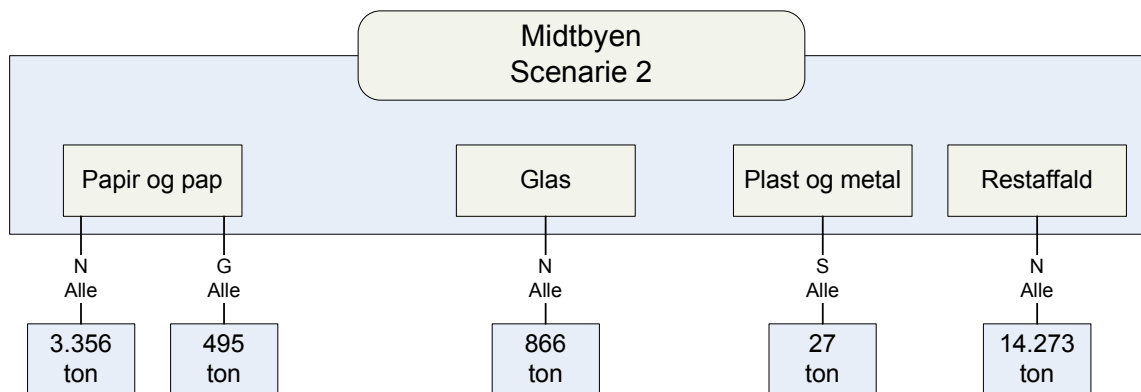 Midtbyen
Scenarie 2
Papir og pap
Glas
Plast og metal
Restaffald
N
Alle
G
Alle
N
Alle
S
Alle
N
Alle
3.356
ton
495
ton
866
ton
27
ton
14.273
ton